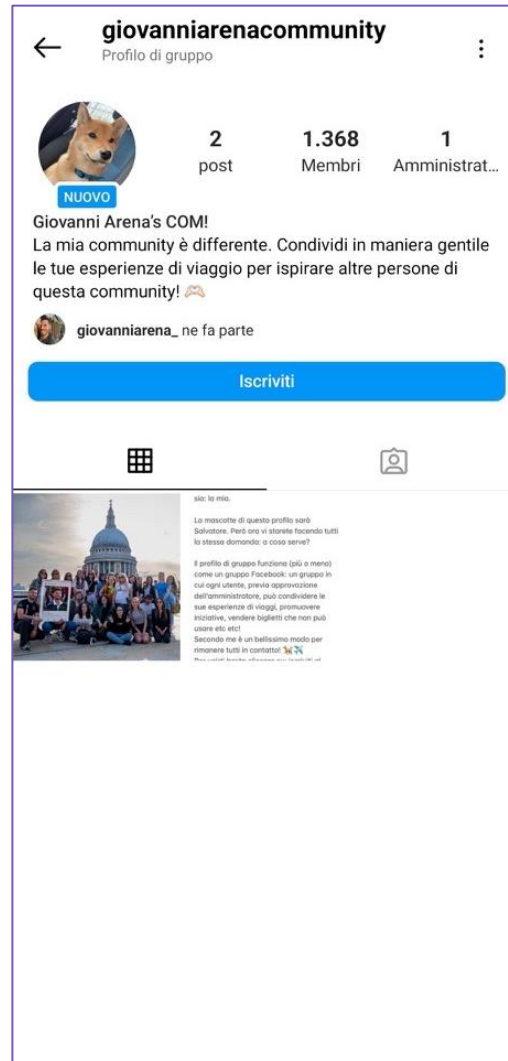 giovanniarenacommunity
Profilo di gruppo
2
post
1.368
Membri
1
Amministrat...
NUOVO
Giovanni Arena's COM!
La mia community è differente. Condividi in maniera gentile
le tue esperienze di viaggio per ispirare altre persone di
questa community! 🫶🏻
giovanniarena_ ne fa parte
Iscriviti
sia: la mia.
La mascotte di questo profilo sarà
Salvatore. Però ora vi starete facendo tutti
la stessa domanda: a cosa serve?
Il profilo di gruppo funziona (più o meno)
come un gruppo Facebook: un gruppo in
cui ogni utente, previa approvazione
dell'amministratore, può condividere le
sue esperienze di viaggi, promuovere
iniziative, vendere biglietti che non può
usare etc etc!
Secondo me è un bellissimo modo per
rimanere tutti in contatto! 🐕✈️